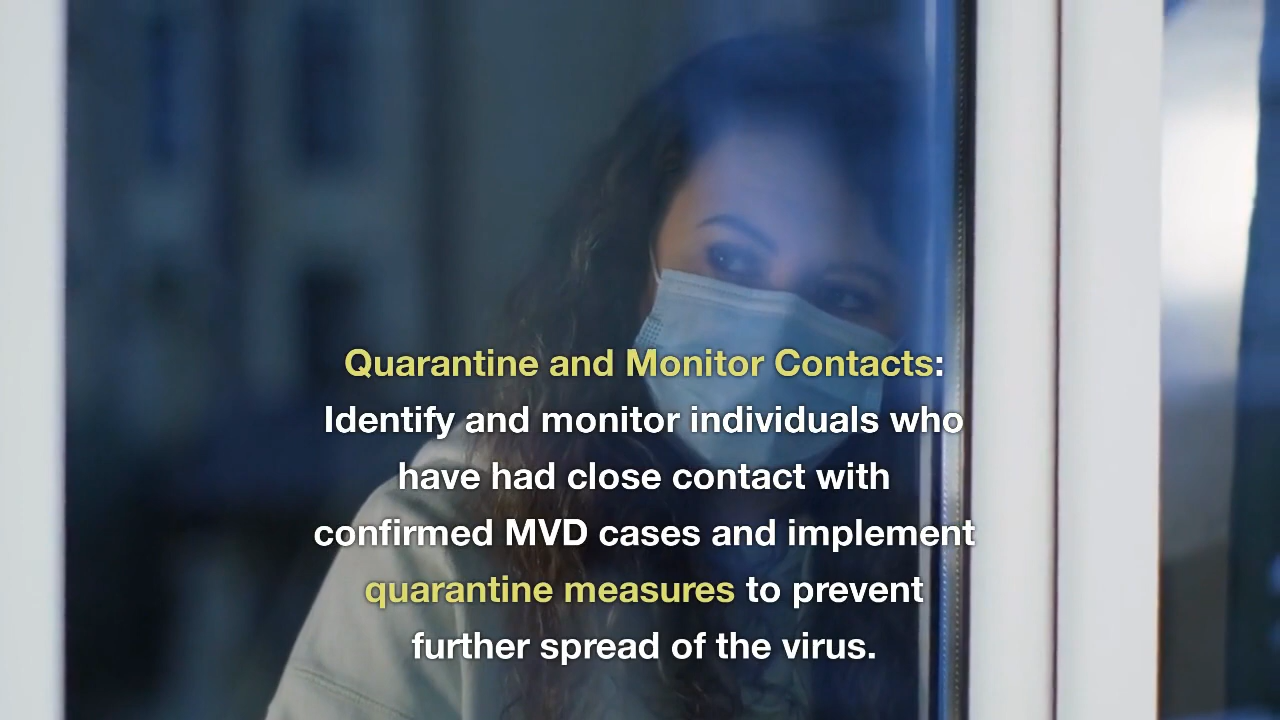 Quarantine and Monitor Contacts:
Identify and monitor individuals who
have had close contact with
confirmed MVD cases and implement
quarantine measures to prevent
further spread of the virus.